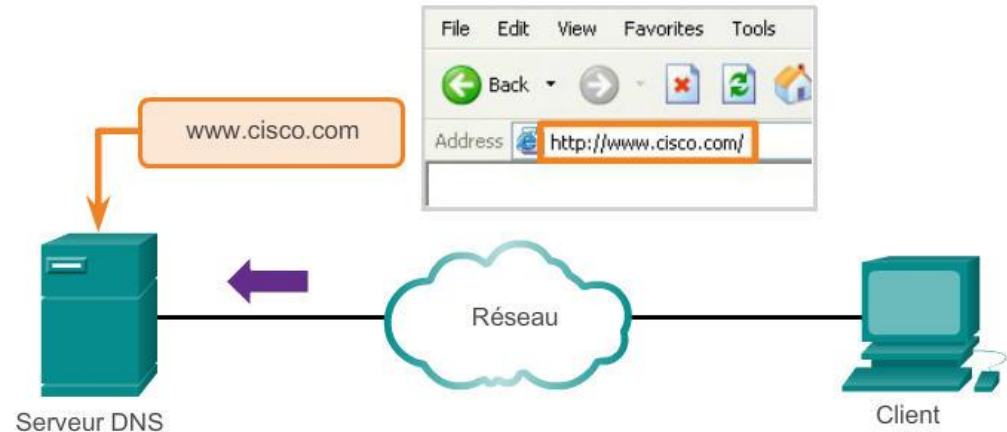 File Edit View Favorites Tools
Back
www.cisco.com
Address http://www.cisco.com/
Réseau
Serveur DNS
Client